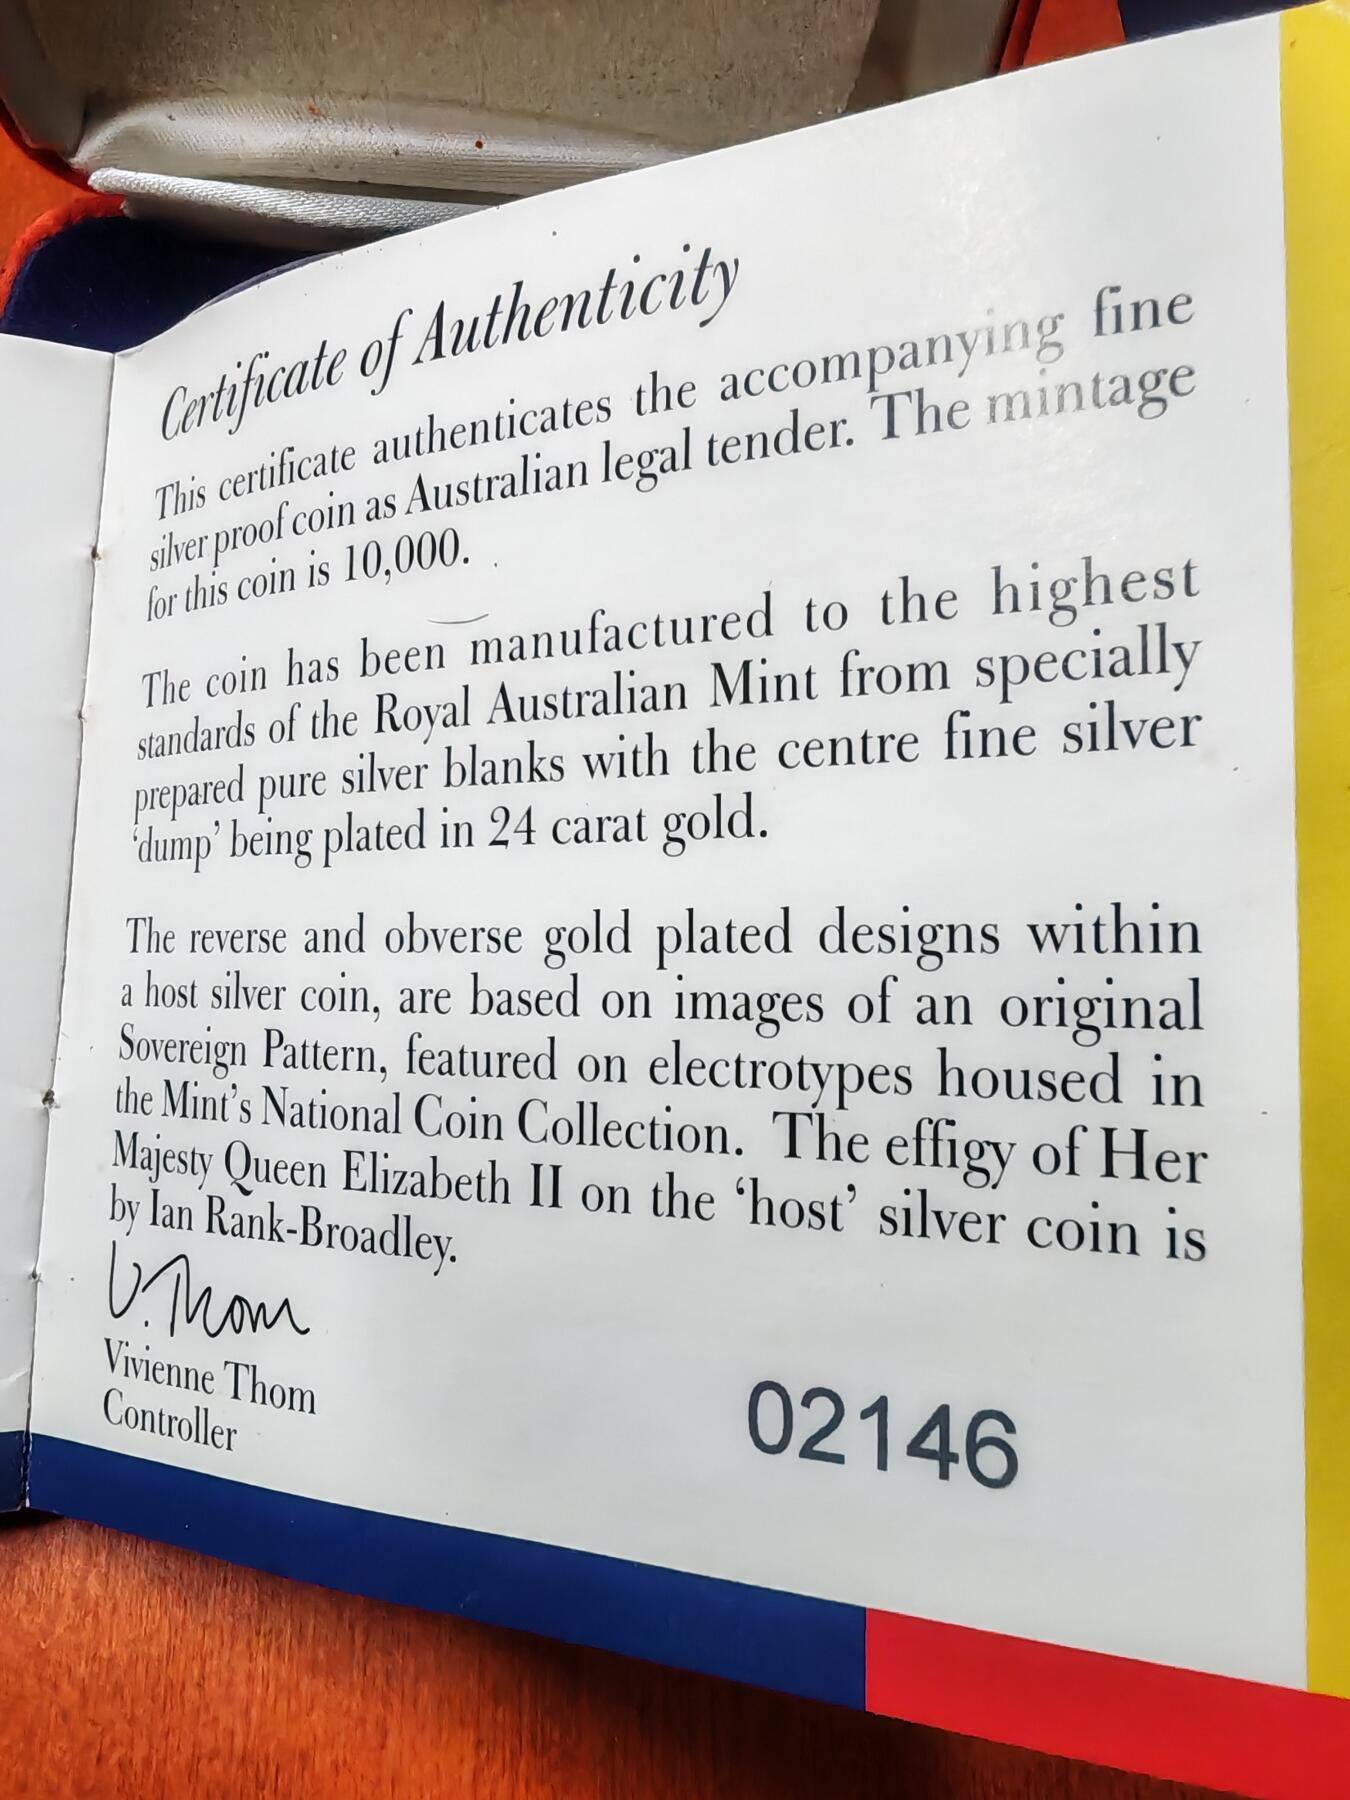 Certificate of Authenticity
This certificate authenticates the accompanying fine
silver proof coin as Australian legal tender. The mintage
for this coin is 10,000.
The coin has been manufactured to the highest
standards of the Royal Australian Mint from specially
prepared pure silver blanks with the centre fine silver
‘dump’ being plated in 24 carat gold.
The reverse and obverse gold plated designs within
a host silver coin, are based on images of an original
Sovereign Pattern, featured on electrotypes housed in
the Mint’s National Coin Collection. The effigy of Her
Majesty Queen Elizabeth II on the ‘host’ silver coin is
by Ian Rank-Broadley.
V. Thom
Vivienne Thom
Controller
02146